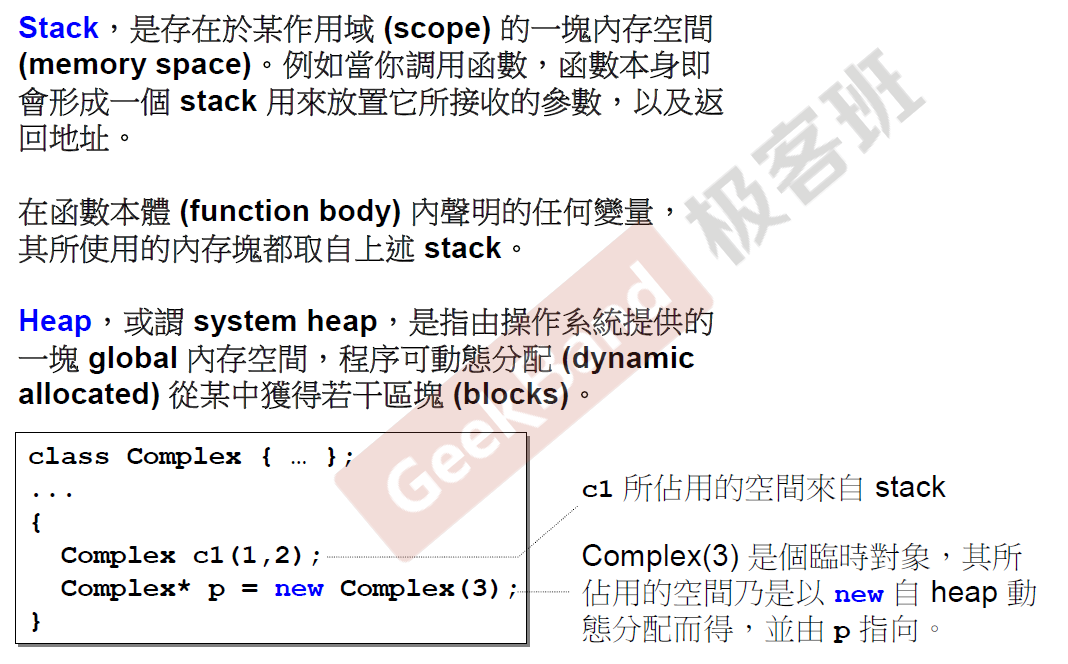 Stack，是存在於某作用域 (scope) 的一塊內存空間
(memory space)。例如當你調用函數，函數本身即
會形成一個 stack 用來放置它所接收的參數，以及返
回地址。
在函數本體 (function body) 內聲明的任何變量，
其所使用的內存塊都取自上述 stack。
Heap，或謂 system heap，是指由操作系統提供的
一塊 global 內存空間，程序可動態分配 (dynamic
allocated) 從某中獲得若干區塊 (blocks)。
class Complex { … };
...
{
  Complex c1(1,2);
  Complex* p = new Complex(3);
}
c1 所佔用的空間來自 stack
Complex(3) 是個臨時對象，其所
佔用的空間乃是以 new 自 heap 動
態分配而得，並由 p 指向。
GeekBand 极客班